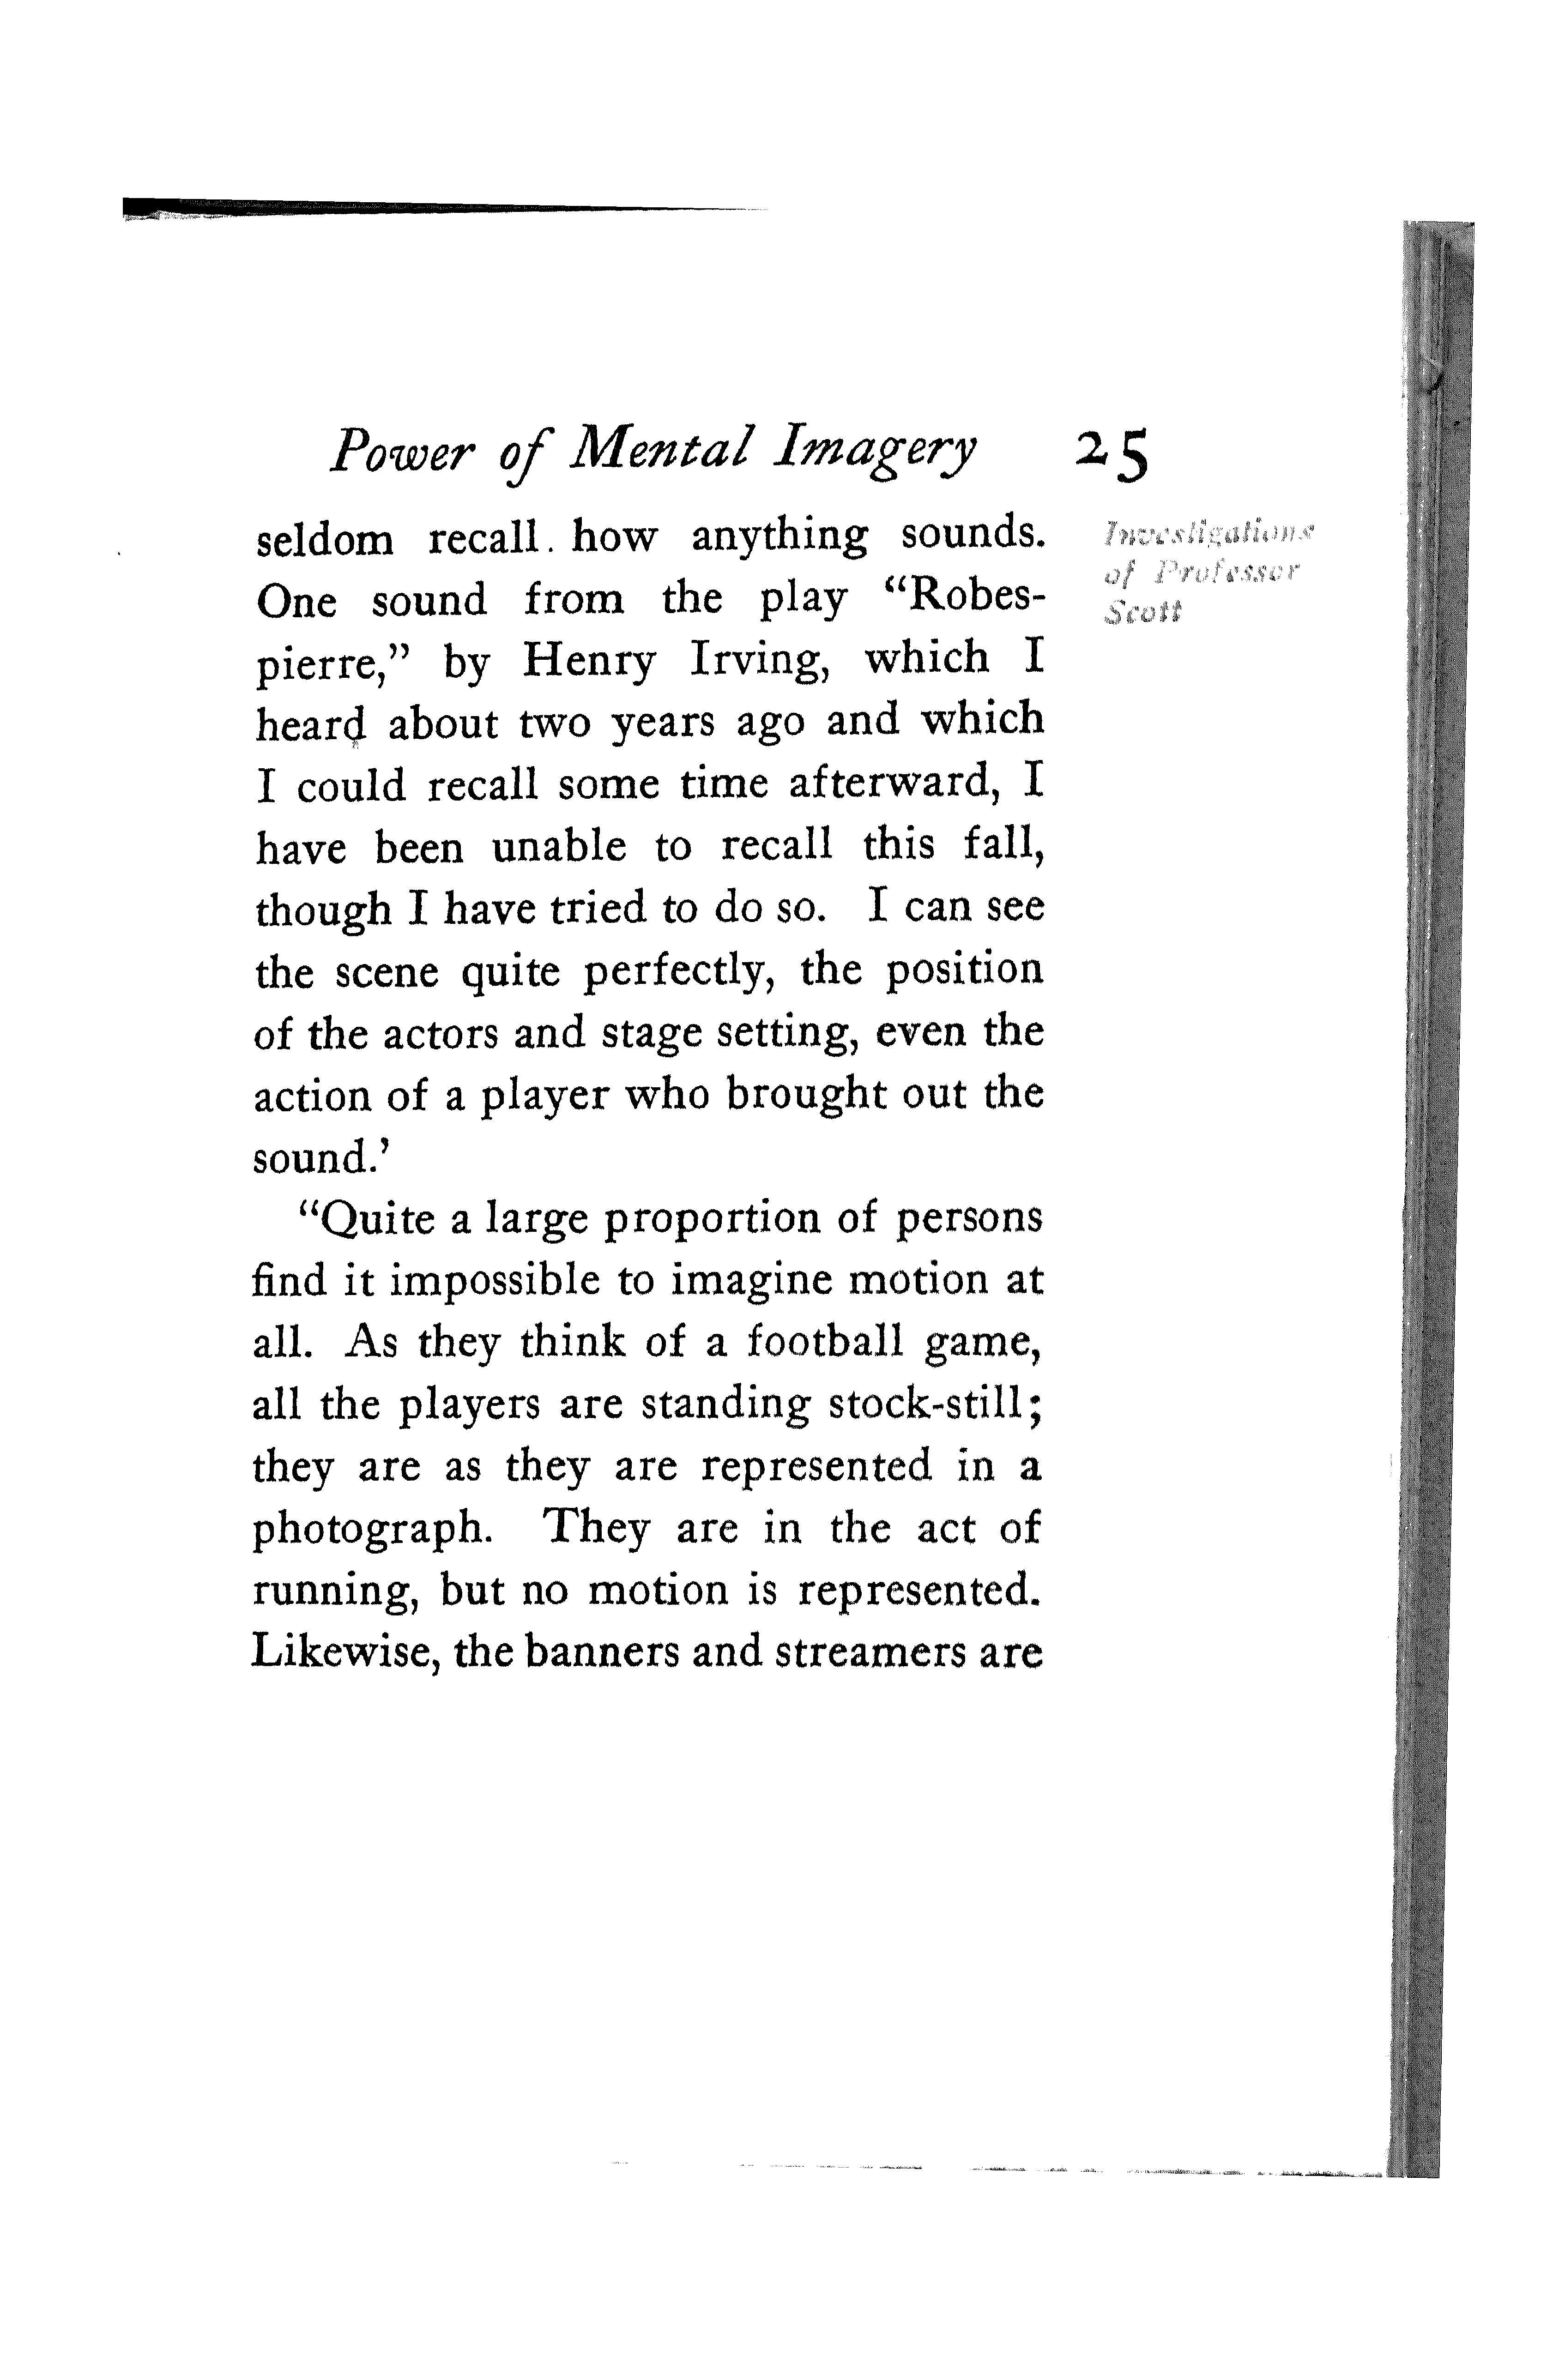 Power of Mental Imagery 25
seldom recall. how anything sounds.
One sound from the play “Robes-
pierre,” by Henry Irving, which I
heard about two years ago and which
I could recall some time afterward, I
have been unable to recall this fall,
though I have tried to do so. I can see
the scene quite perfectly, the position
of the actors and stage setting, even the
action of a player who brought out the
sound.’
“Quite a large proportion of persons
find it impossible to imagine motion at
all. As they think of a football game,
all the players are standing stock-still;
they are as they are represented in a
photograph. They are in the act of
running, but no motion is represented.
Likewise, the banners and streamers are
Investigations
of Professor
Scott